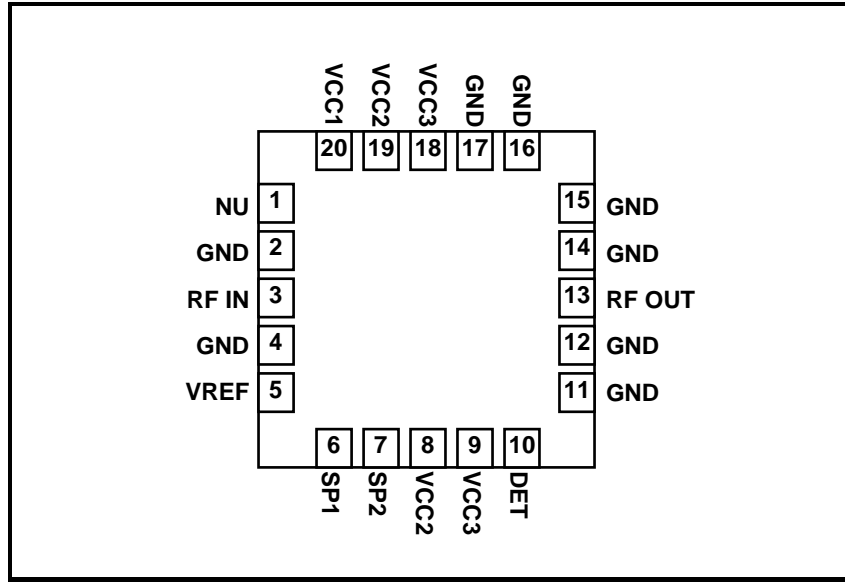 VCC1 VCC2 VCC3 GND GND
20 19 18 17 16
NU 1 15 GND
GND 2 14 GND
RF IN 3 13 RF OUT
GND 4 12 GND
VREF 5 11 GND
6 7 8 9 10
SP1 SP2 VCC2 VCC3 DET